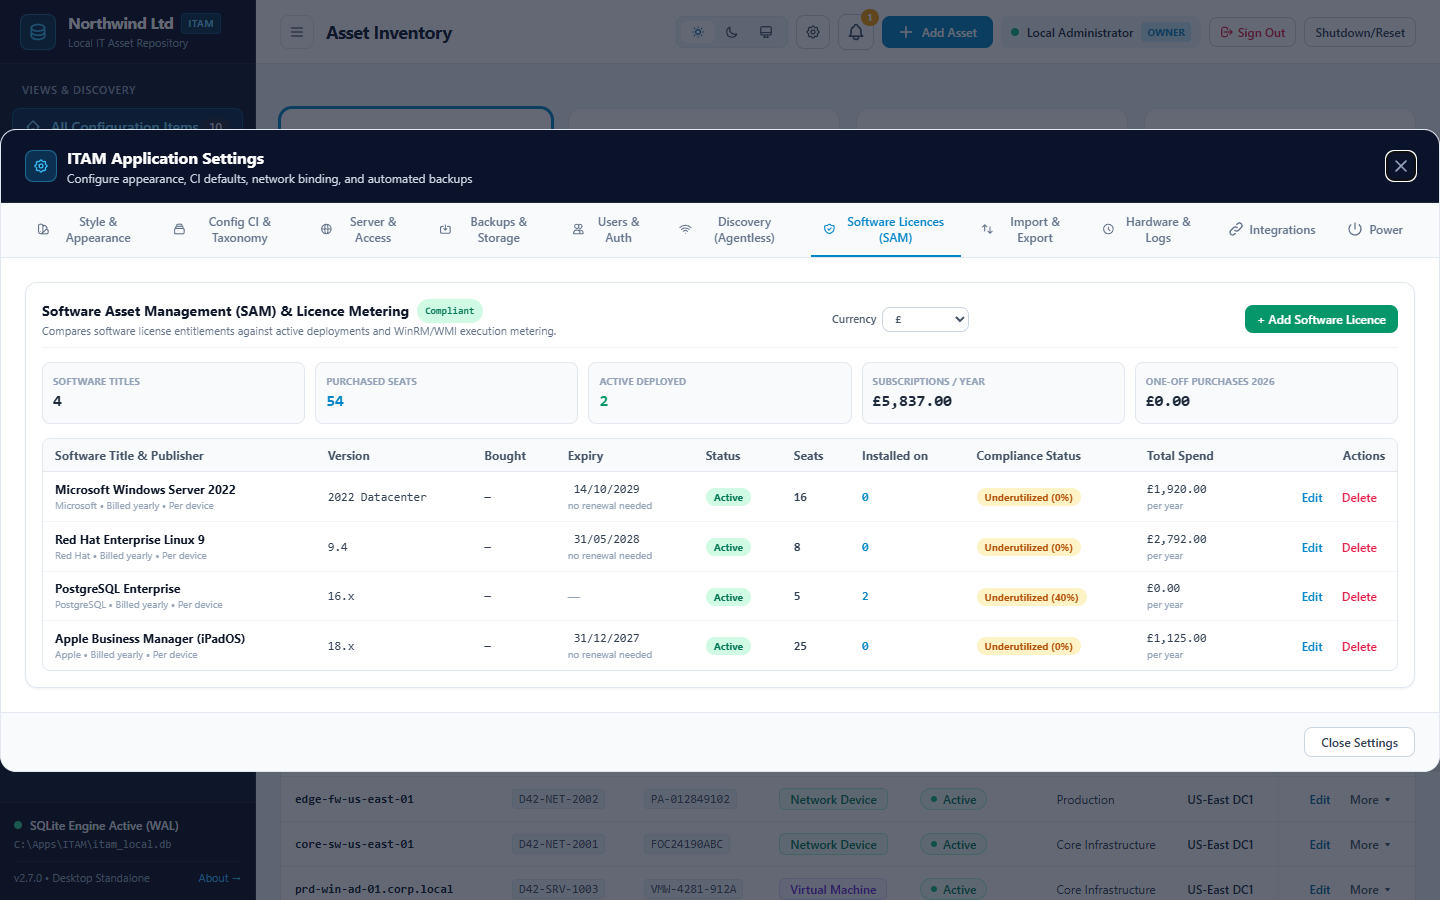 Northwind Ltd ITAM
Local IT Asset Repository
Asset Inventory
1
Add Asset
Local Administrator OWNER
Sign Out
Shutdown/Reset
VIEWS & DISCOVERY
All Configuration Items 10
ITAM Application Settings
Configure appearance, CI defaults, network binding, and automated backups
Style & Appearance
Config CI & Taxonomy
Server & Access
Backups & Storage
Users & Auth
Discovery (Agentless)
Software Licences (SAM)
Import & Export
Hardware & Logs
Integrations
Power
Software Asset Management (SAM) & Licence Metering Compliant
Compares software license entitlements against active deployments and WinRM/WMI execution metering.
Currency £
+ Add Software Licence
SOFTWARE TITLES
4
PURCHASED SEATS
54
ACTIVE DEPLOYED
2
SUBSCRIPTIONS / YEAR
£5,837.00
ONE-OFF PURCHASES 2026
£0.00
Software Title & Publisher Version Bought Expiry Status Seats Installed on Compliance Status Total Spend Actions
Microsoft Windows Server 2022 2022 Datacenter — 14/10/2029 Active 16 0 Underutilized (0%) £1,920.00 Edit Delete
Microsoft • Billed yearly • Per device no renewal needed per year
Red Hat Enterprise Linux 9 9.4 — 31/05/2028 Active 8 0 Underutilized (0%) £2,792.00 Edit Delete
Red Hat • Billed yearly • Per device no renewal needed per year
PostgreSQL Enterprise 16.x — — Active 5 2 Underutilized (40%) £0.00 Edit Delete
PostgreSQL • Billed yearly • Per device per year
Apple Business Manager (iPadOS) 18.x — 31/12/2027 Active 25 0 Underutilized (0%) £1,125.00 Edit Delete
Apple • Billed yearly • Per device no renewal needed per year
Close Settings
edge-fw-us-east-01 D42-NET-2002 PA-012849102 Network Device Active Production US-East DC1 Edit More
core-sw-us-east-01 D42-NET-2001 FOC24190ABC Network Device Active Core Infrastructure US-East DC1 Edit More
prd-win-ad-01.corp.local D42-SRV-1003 VMW-4281-912A Virtual Machine Active Core Infrastructure US-East DC1 Edit More
SQLite Engine Active (WAL)
C:\Apps\ITAM\itam_local.db
v2.7.0 • Desktop Standalone About →